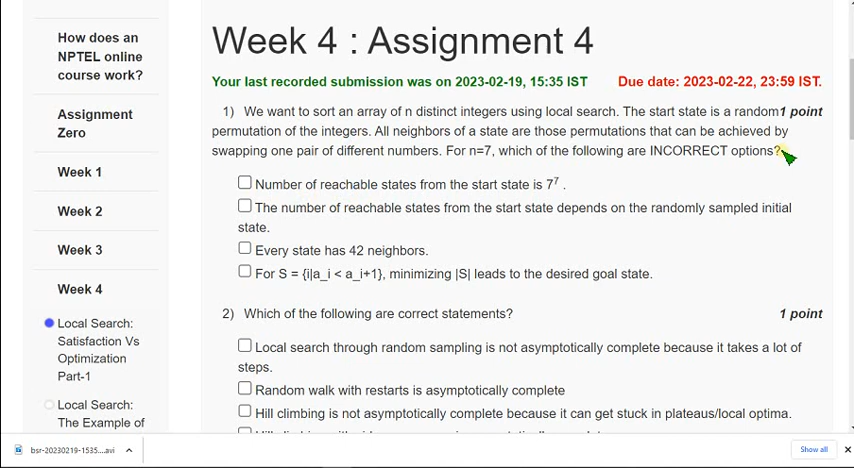 How does an
NPTEL online
course work?
Assignment
Zero
Week 1
Week 2
Week 3
Week 4
Local Search:
Satisfaction Vs
Optimization
Part-1
Local Search:
The Example of
Week 4 : Assignment 4
Your last recorded submission was on 2023-02-19, 15:35 IST Due date: 2023-02-22, 23:59 IST.
1) We want to sort an array of n distinct integers using local search. The start state is a random 1 point
permutation of the integers. All neighbors of a state are those permutations that can be achieved by
swapping one pair of different numbers. For n=7, which of the following are INCORRECT options?
Number of reachable states from the start state is 7⁷ .
The number of reachable states from the start state depends on the randomly sampled initial
state.
Every state has 42 neighbors.
For S = {i|a_i < a_i+1}, minimizing |S| leads to the desired goal state.
2) Which of the following are correct statements? 1 point
Local search through random sampling is not asymptotically complete because it takes a lot of
steps.
Random walk with restarts is asymptotically complete
Hill climbing is not asymptotically complete because it can get stuck in plateaus/local optima.
bsr-20230219-1535....avi
Show all